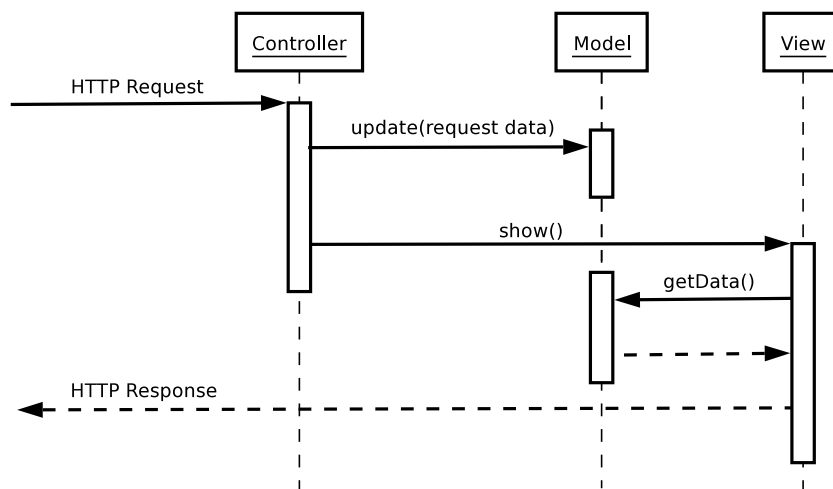 Controller
Model
View
HTTP Request
update(request data)
show()
getData()
HTTP Response